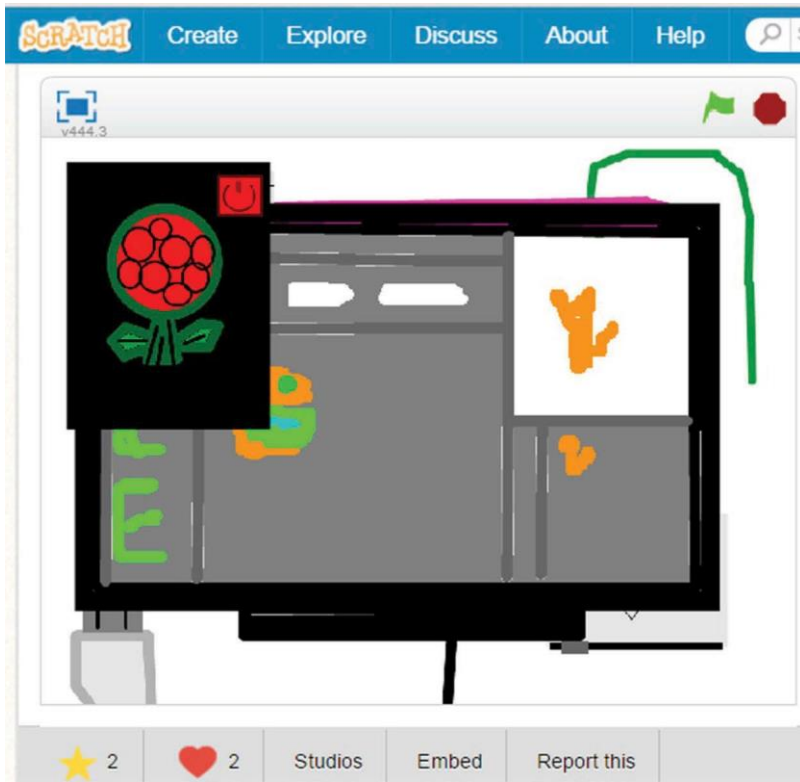 SCRATCH Create Explore Discuss About Help
v444.3
E
2 2 Studios Embed Report this